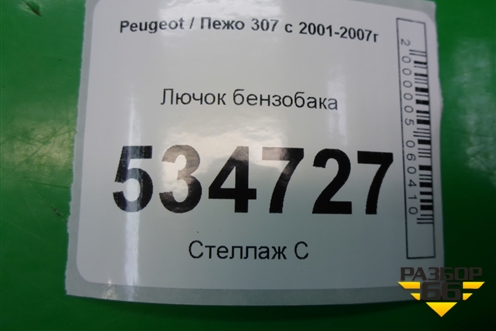 Peugeot / Пежо 307 с 2001-2007г
Лючок бензобака
534727
Стеллаж С
2000005060410
РАЗБОР
66